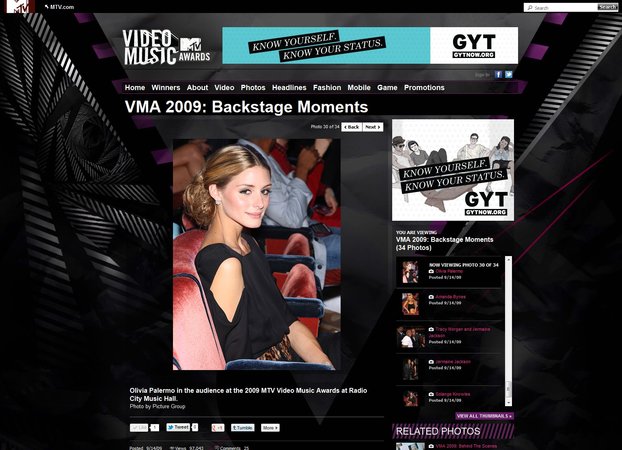 MTV.com
Search
VIDEO MUSIC AWARDS
KNOW YOURSELF.
KNOW YOUR STATUS.
GYT
GYTNOW.ORG
Sign In
Home Winners About Video Photos Headlines Fashion Mobile Game Promotions
VMA 2009: Backstage Moments
Photo 30 of 34 Back Next
KNOW YOURSELF.
KNOW YOUR STATUS.
GYT
GYTNOW.ORG
YOU ARE VIEWING
VMA 2009: Backstage Moments
(34 Photos)
NOW VIEWING PHOTO 30 OF 34
Olivia Palermo
Posted 9/14/09
Amanda Bynes
Posted 9/14/09
Tracy Morgan and Jermaine
Jackson
Posted 9/14/09
Jermaine Jackson
Posted 9/14/09
Solange Knowles
Posted 9/14/09
VIEW ALL THUMBNAILS
RELATED PHOTOS
VMA 2009: Behind The Scenes
Olivia Palermo in the audience at the 2009 MTV Video Music Awards at Radio
City Music Hall.
Photo by Picture Group
Tweet +1 Tumblr More
Posted 9/14/09 Views 97,041 Comments 25